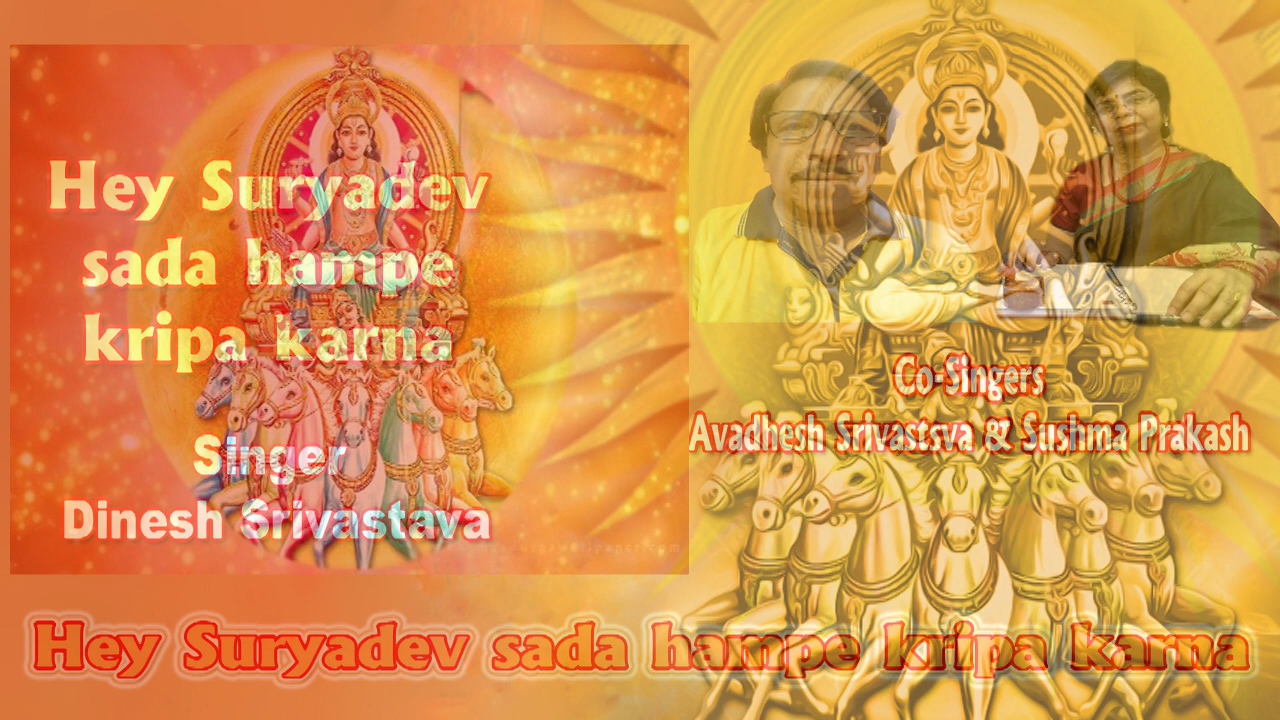 Hey Suryadev
sada hampe
kripa karna
Singer
Dinesh Srivastava
Co-Singers
Avadhesh Srivastsva & Sushma Prakash
Hey Suryadev sada hampe kripa karna